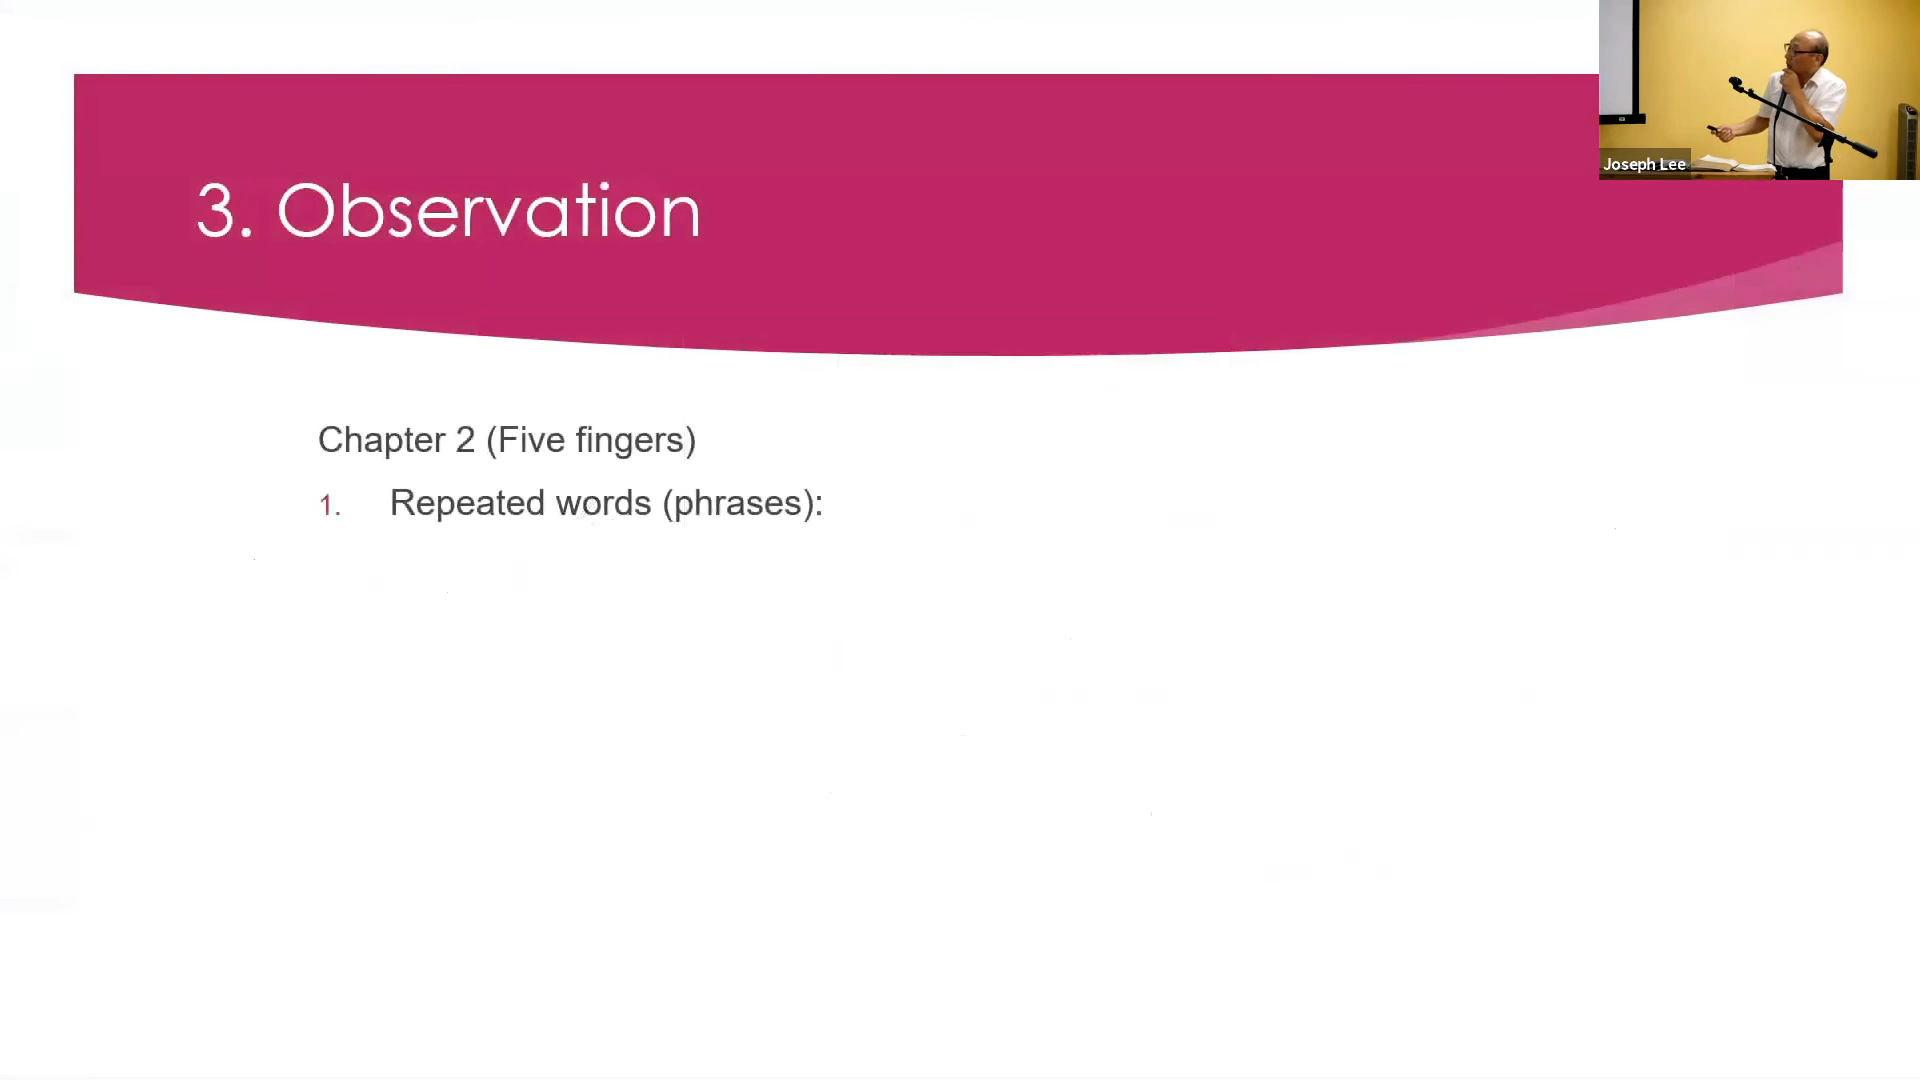 3. Observation
Joseph Lee
Chapter 2 (Five fingers)
1. Repeated words (phrases):